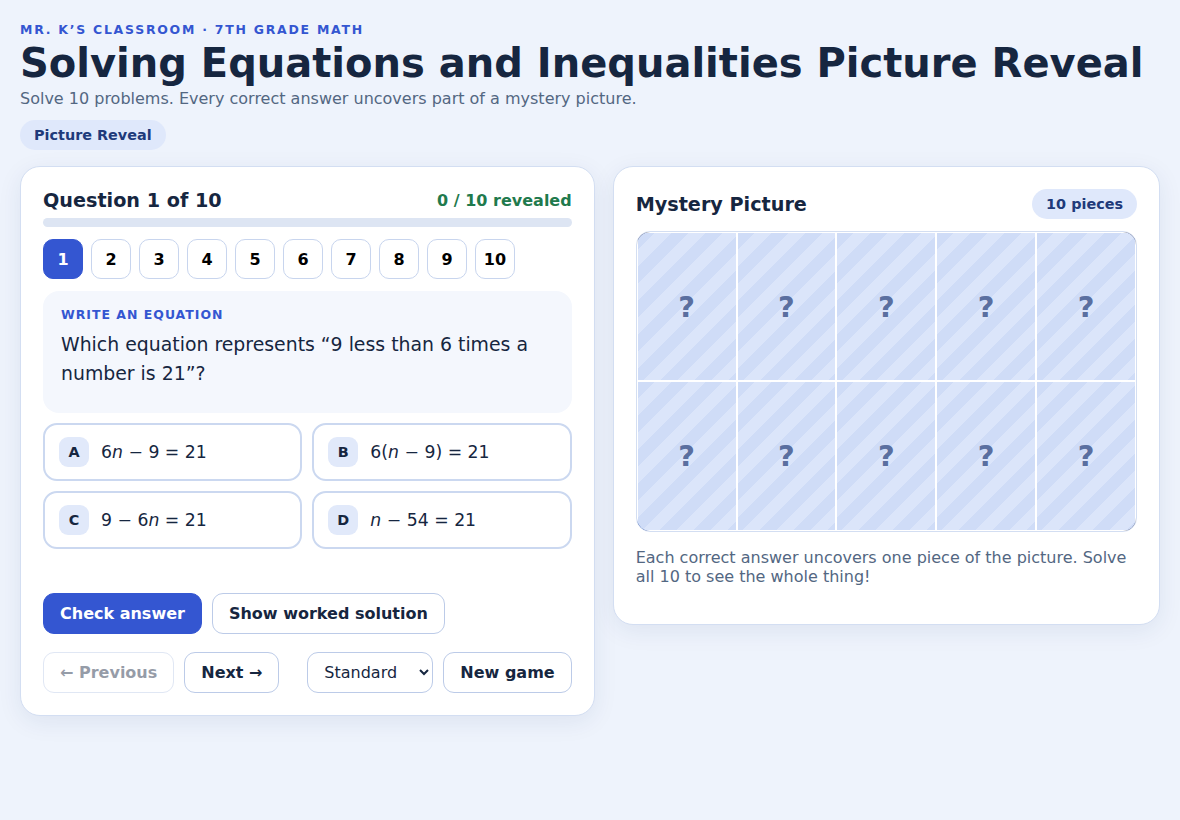 MR. K’S CLASSROOM · 7TH GRADE MATH
Solving Equations and Inequalities Picture Reveal
Solve 10 problems. Every correct answer uncovers part of a mystery picture.
Picture Reveal
Question 1 of 10
0 / 10 revealed
1 2 3 4 5 6 7 8 9 10
WRITE AN EQUATION
Which equation represents “9 less than 6 times a
number is 21”?
A 6n − 9 = 21
B 6(n − 9) = 21
C 9 − 6n = 21
D n − 54 = 21
Check answer
Show worked solution
← Previous
Next →
Standard
New game
Mystery Picture
10 pieces
? ? ? ? ?
? ? ? ? ?
Each correct answer uncovers one piece of the picture. Solve
all 10 to see the whole thing!